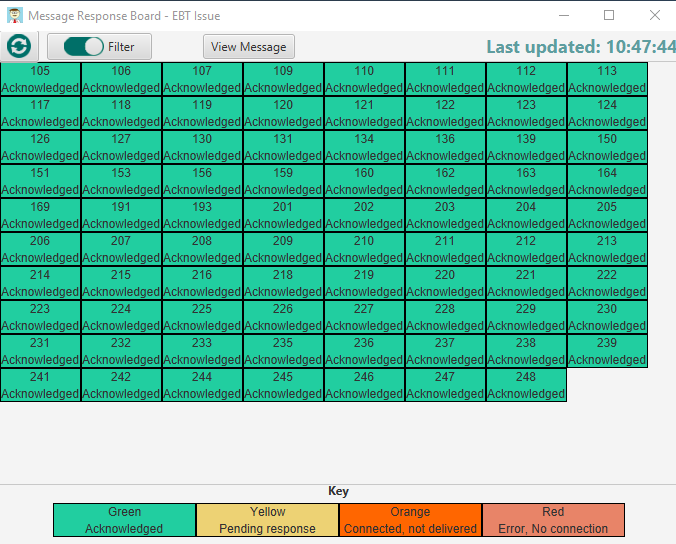 Message Response Board - EBT Issue
Filter View Message Last updated: 10:47:44
105 106 107 109 110 111 112 113
Acknowledged Acknowledged Acknowledged Acknowledged Acknowledged Acknowledged Acknowledged Acknowledged
117 118 119 120 121 122 123 124
Acknowledged Acknowledged Acknowledged Acknowledged Acknowledged Acknowledged Acknowledged Acknowledged
126 127 130 131 134 136 139 150
Acknowledged Acknowledged Acknowledged Acknowledged Acknowledged Acknowledged Acknowledged Acknowledged
151 153 156 159 160 162 163 164
Acknowledged Acknowledged Acknowledged Acknowledged Acknowledged Acknowledged Acknowledged Acknowledged
169 191 193 201 202 203 204 205
Acknowledged Acknowledged Acknowledged Acknowledged Acknowledged Acknowledged Acknowledged Acknowledged
206 207 208 209 210 211 212 213
Acknowledged Acknowledged Acknowledged Acknowledged Acknowledged Acknowledged Acknowledged Acknowledged
214 215 216 218 219 220 221 222
Acknowledged Acknowledged Acknowledged Acknowledged Acknowledged Acknowledged Acknowledged Acknowledged
223 224 225 226 227 228 229 230
Acknowledged Acknowledged Acknowledged Acknowledged Acknowledged Acknowledged Acknowledged Acknowledged
231 232 233 235 236 237 238 239
Acknowledged Acknowledged Acknowledged Acknowledged Acknowledged Acknowledged Acknowledged Acknowledged
241 242 244 245 246 247 248
Acknowledged Acknowledged Acknowledged Acknowledged Acknowledged Acknowledged Acknowledged
Key
Green Yellow Orange Red
Acknowledged Pending response Connected, not delivered Error, No connection